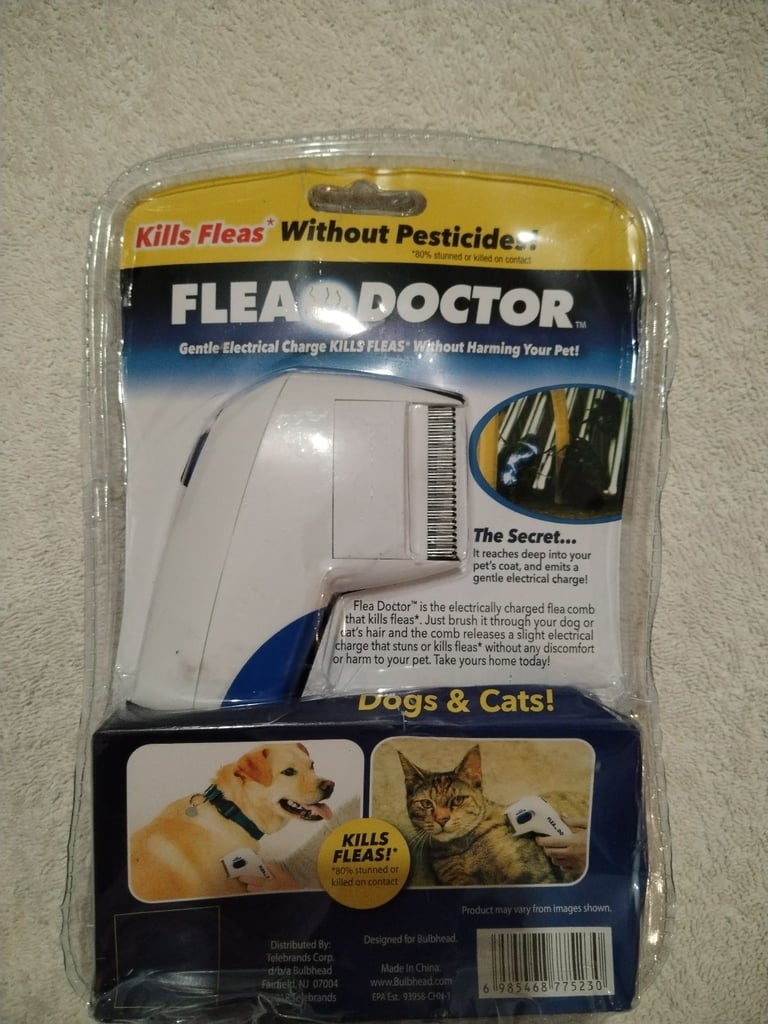 Kills Fleas* Without Pesticides!
*80% stunned or killed on contact
FLEA DOCTOR™
Gentle Electrical Charge KILLS FLEAS* Without Harming Your Pet!
The Secret...
It reaches deep into your
pet's coat, and emits a
gentle electrical charge!
Flea Doctor™ is the electrically charged flea comb
that kills fleas*. Just brush it through your dog or
cat's hair and the comb releases a slight electrical
charge that stuns or kills fleas* without any discomfort
or harm to your pet. Take yours home today!
Dogs & Cats!
KILLS
FLEAS!*
*80% stunned or
killed on contact
Product may vary from images shown.
Distributed By:
Telebrands Corp.
d/b/a Bulbhead
Fairfield, NJ 07004
Telebrands
Designed for Bulbhead.
Made In China.
www.Bulbhead.com
EPA Est. 93958-CHN-1
6 985468 775230